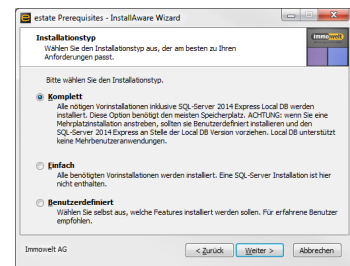 estate Prerequisites - InstallAware Wizard
Installationstyp
Wählen Sie den Installationstyp aus, der am besten zu Ihren
Anforderungen passt.
immowelt
Bitte wählen Sie den Installationstyp.
Komplett
Alle nötigen Vorinstallationen inklusive SQL-Server 2014 Express Local DB werden
installiert. Diese Option benötigt den meisten Speicherplatz. ACHTUNG: wenn Sie eine
Mehrplatzinstallation anstreben, sollten sie Benutzerdefiniert installieren und den
SQL-Server 2014 Express an Stelle der Local DB Version vorziehen. Local DB unterstützt
keine Mehrbenutzeranwendungen.
Einfach
Alle benötigten Vorinstallationen werden installiert. Eine SQL-Server Installation ist hier
nicht enthalten.
Benutzerdefiniert
Wählen Sie selbst aus, welche Features installiert werden sollen. Für erfahrene Benutzer
empfohlen.
Immowelt AG
< Zurück
Weiter >
Abbrechen